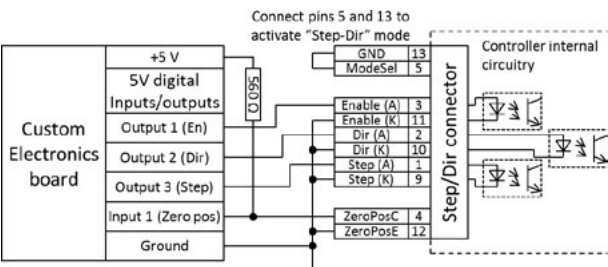 Connect pins 5 and 13 to
activate "Step-Dir" mode
Custom
Electronics
board
+5 V
5V digital
Inputs/outputs
Output 1 (En)
Output 2 (Dir)
Output 3 (Step)
Input 1 (Zero pos)
Ground
560 Ω
GND 13
ModeSel 5
Enable (A) 3
Enable (K) 11
Dir (A) 2
Dir (K) 10
Step (A) 1
Step (K) 9
ZeroPosC 4
ZeroPosE 12
Step/Dir connector
Controller internal
circuitry